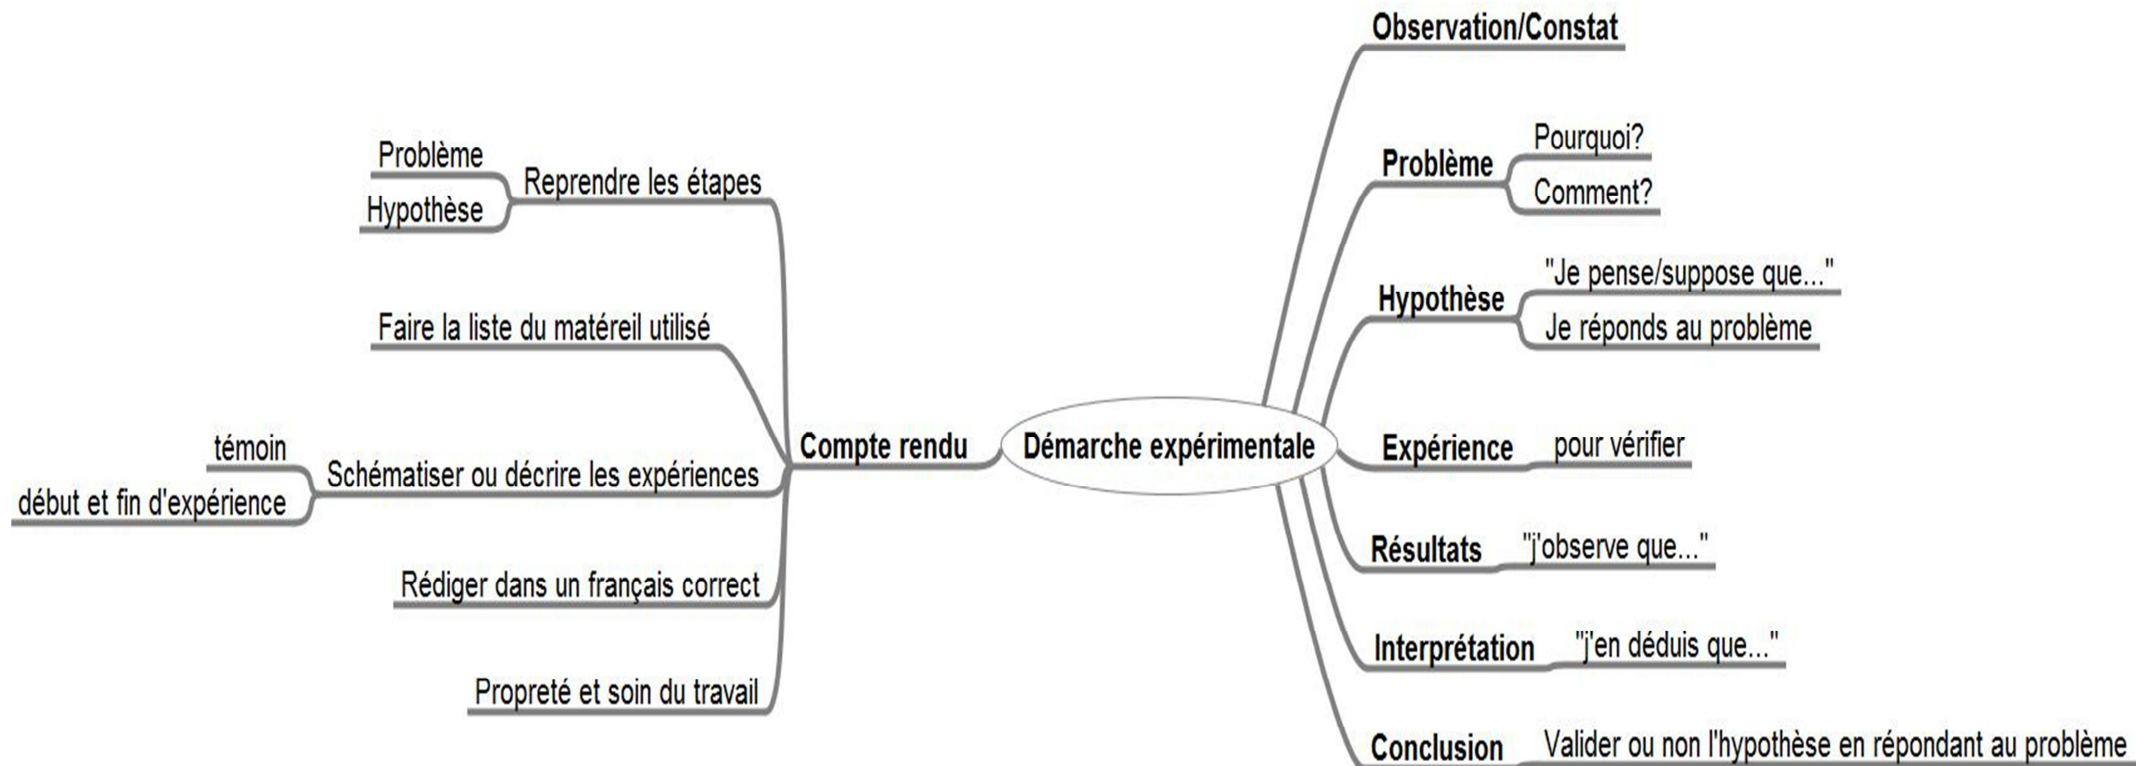 Observation/Constat
Problème
Pourquoi?
Comment?
Hypothèse
"Je pense/suppose que..."
Je réponds au problème
Expérience
pour vérifier
Résultats
"j'observe que..."
Interprétation
"j'en déduis que..."
Conclusion
Valider ou non l'hypothèse en répondant au problème
Démarche expérimentale
Compte rendu
Reprendre les étapes
Problème
Hypothèse
Faire la liste du matéreil utilisé
Schématiser ou décrire les expériences
témoin
début et fin d'expérience
Rédiger dans un français correct
Propreté et soin du travail